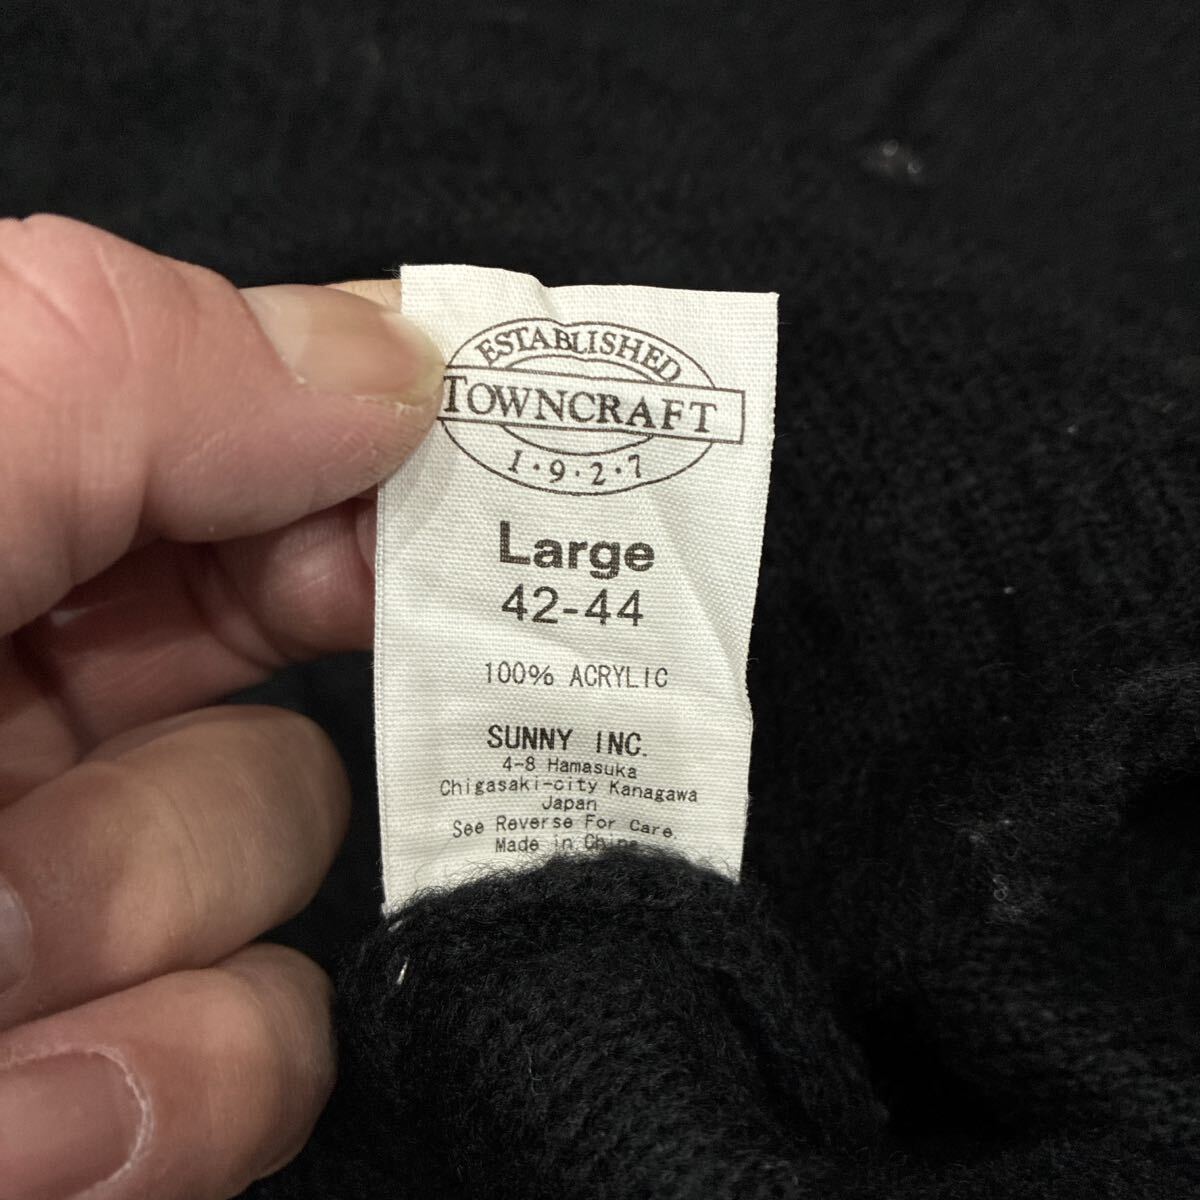 ESTABLISHED
TOWNCRAFT
1·9·2·7
Large
42-44
100% ACRYLIC
SUNNY INC.
4-8 Hamasuka
Chigasaki-city Kanagawa
Japan
See Reverse For Care.
Made in China